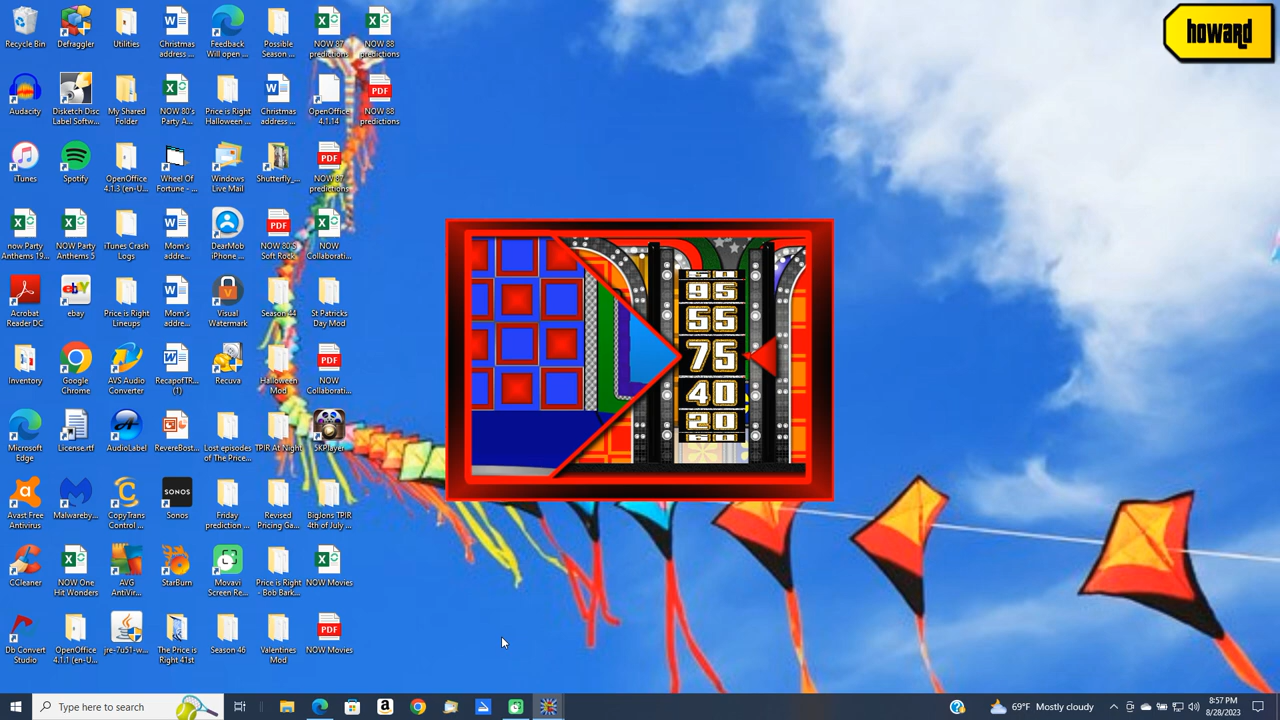 howard
Recycle Bin
Defraggler
Utilities
Christmas
address ...
Feedback
Will open ...
Possible
Season ...
NOW 87
predictions
NOW 88
predictions
Audacity
Disketch Disc
Label Softw...
My Shared
Folder
NOW 80's
Party A...
Price is Right
Halloween ...
Christmas
address ...
OpenOffice
4.1.14
NOW 88
predictions
iTunes
Spotify
OpenOffice
4.1.3 (en-U...
Wheel Of
Fortune - ...
Windows
Live Mail
Shutterfly_...
NOW 87
predictions
now Party
Anthems 19...
NOW Party
Anthems 5
iTunes Crash
Logs
Mom's
addre...
DearMob
iPhone ...
NOW 80'S
Soft Rock
NOW
Collaborati...
Acrobat
Reader DC
ebay
Price is Right
Lineups
Mom's
addre...
Visual
Watermark
St Patricks
Day Mod
Inventory
Google
Chrome
AVS Audio
Converter
RecapofTR...
(1)
Recuva
Halloween
Mod
NOW
Collaborati...
Microsoft
Edge
License.rtf
AudioLabel
RevereBost...
Lost episodes
of The Price...
TPIR At Night
SKPlayer
Avast Free
Antivirus
Malwareby...
CopyTrans
Control ...
Sonos
Friday
prediction ...
Revised
Pricing Ga...
BigJons TPIR
4th of July ...
CCleaner
NOW One
Hit Wonders
AVG
AntiVir...
StarBurn
Movavi
Screen Re...
Price is Right
- Bob Bark...
NOW Movies
Db Convert
Studio
OpenOffice
4.1.1 (en-U...
jre-7u51-w...
The Price is
Right 41st
Season 46
Valentines
Mod
NOW Movies
95
55
75
40
20
Type here to search
69°F Mostly cloudy
8:57 PM
8/28/2023